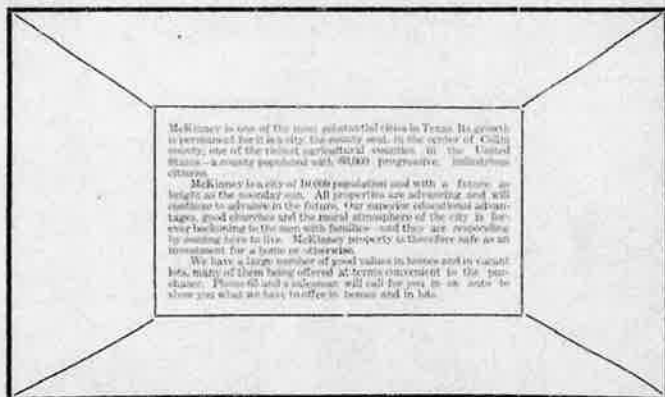 McKinney is one of the most substantial cities in Texas. Its growth
is permanent for it is a city, the county seat, in the center of Collin
county, one of the richest agricultural counties in the United
States—a county populated with 60,000 progressive, industrious
citizens.
McKinney is a city of 10,000 population and with a future as
bright as the noonday sun. All properties are advancing and will
continue to advance in the future. Our superior educational advan-
tages, good churches and the moral atmosphere of the city is for-
ever beckoning to the men with families—and they are responding
by coming here to live. McKinney property is therefore safe as an
investment for a home or otherwise.
We have a large number of good values in homes and in vacant
lots, many of them being offered at terms convenient to the pur-
chaser. Phone 65 and a salesman will call for you in an auto to
show you what we have to offer in homes and in lots.